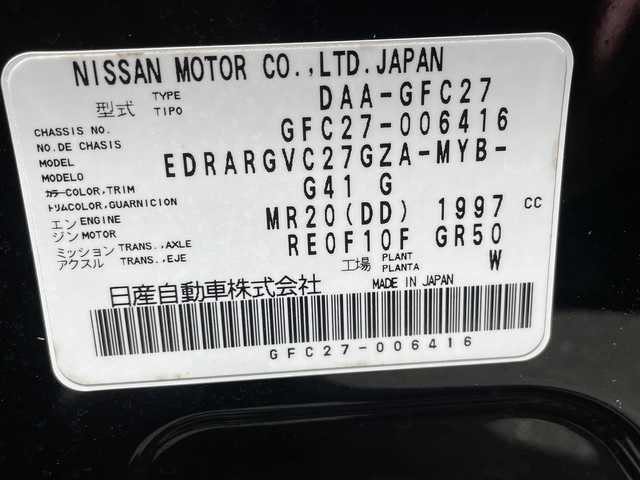 NISSAN MOTOR CO.,LTD.JAPAN
型式 TYPE TIPO DAA-GFC27
CHASSIS NO. NO.DE CHASIS GFC27-006416
MODEL MODELO EDRARGVC27GZA-MYB-
カラー COLOR,TRIM トリムCOLOR,GUARNICION G41 G
エンジン ENGINE MOTOR MR20(DD) 1997 CC
ミッション アクスル TRANS.,AXLE TRANS.,EJE RE0F10F GR50
工場 PLANT PLANTA W
日産自動車株式会社 MADE IN JAPAN
GFC27-006416